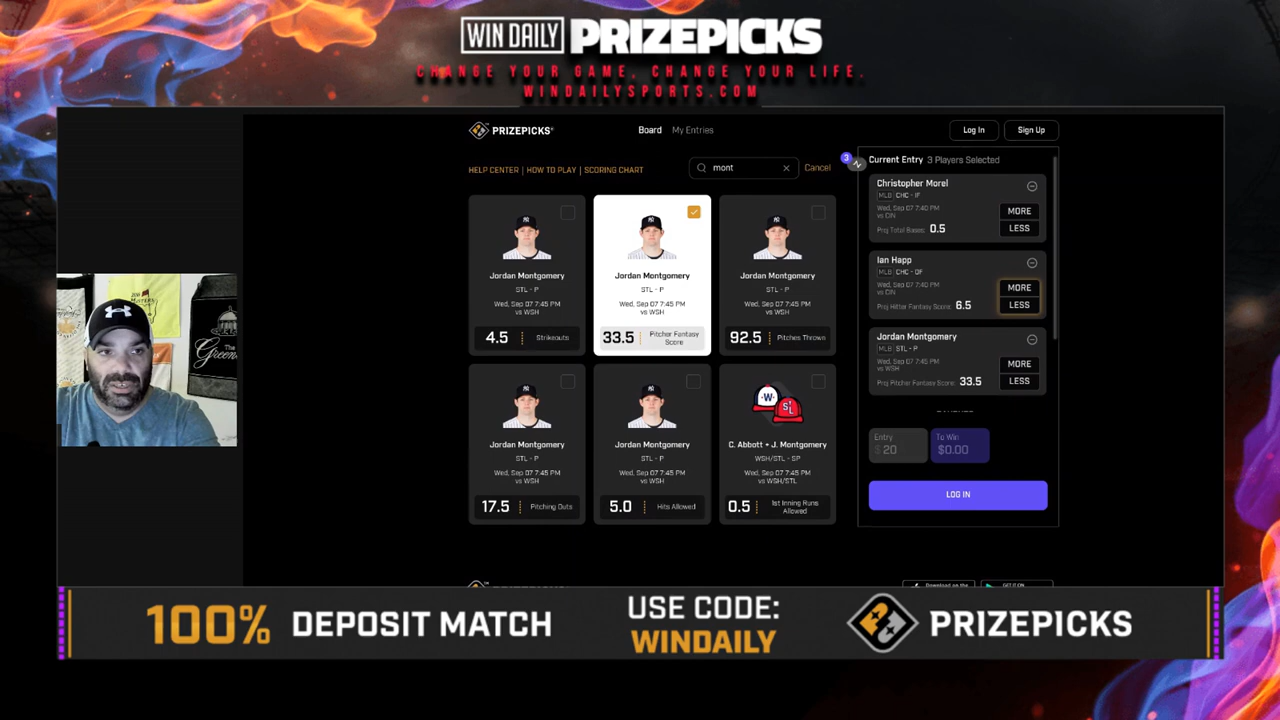 WIN DAILY PRIZEPICKS
CHANGE YOUR GAME, CHANGE YOUR LIFE.
WINDAILYSPORTS.COM
PRIZEPICKS
Board My Entries
Log In Sign Up
HELP CENTER | HOW TO PLAY | SCORING CHART
mont
Cancel
Jordan Montgomery
STL - P
Wed, Sep 07 7:45 PM
vs WSH
4.5 Strikeouts
Jordan Montgomery
STL - P
Wed, Sep 07 7:45 PM
vs WSH
33.5 Pitcher Fantasy
Score
Jordan Montgomery
STL - P
Wed, Sep 07 7:45 PM
vs WSH
92.5 Pitches Thrown
Jordan Montgomery
STL - P
Wed, Sep 07 7:45 PM
vs WSH
17.5 Pitching Outs
Jordan Montgomery
STL - P
Wed, Sep 07 7:45 PM
vs WSH
5.0 Hits Allowed
C. Abbott + J. Montgomery
WSH/STL - SP
Wed, Sep 07 7:45 PM
vs WSH/STL
0.5 1st Inning Runs
Allowed
3
Current Entry 3 Players Selected
Christopher Morel
MLB CHC - IF
Wed, Sep 07 7:40 PM
vs CIN
Proj Total Bases: 0.5
MORE
LESS
Ian Happ
MLB CHC - OF
Wed, Sep 07 7:40 PM
vs CIN
Proj Hitter Fantasy Score: 6.5
MORE
LESS
Jordan Montgomery
MLB STL - P
Wed, Sep 07 7:45 PM
vs WSH
Proj Pitcher Fantasy Score: 33.5
MORE
LESS
Entry
$ 20
To Win
$0.00
LOG IN
Download on the
GET IT ON
100% DEPOSIT MATCH
USE CODE:
WINDAILY
PRIZEPICKS